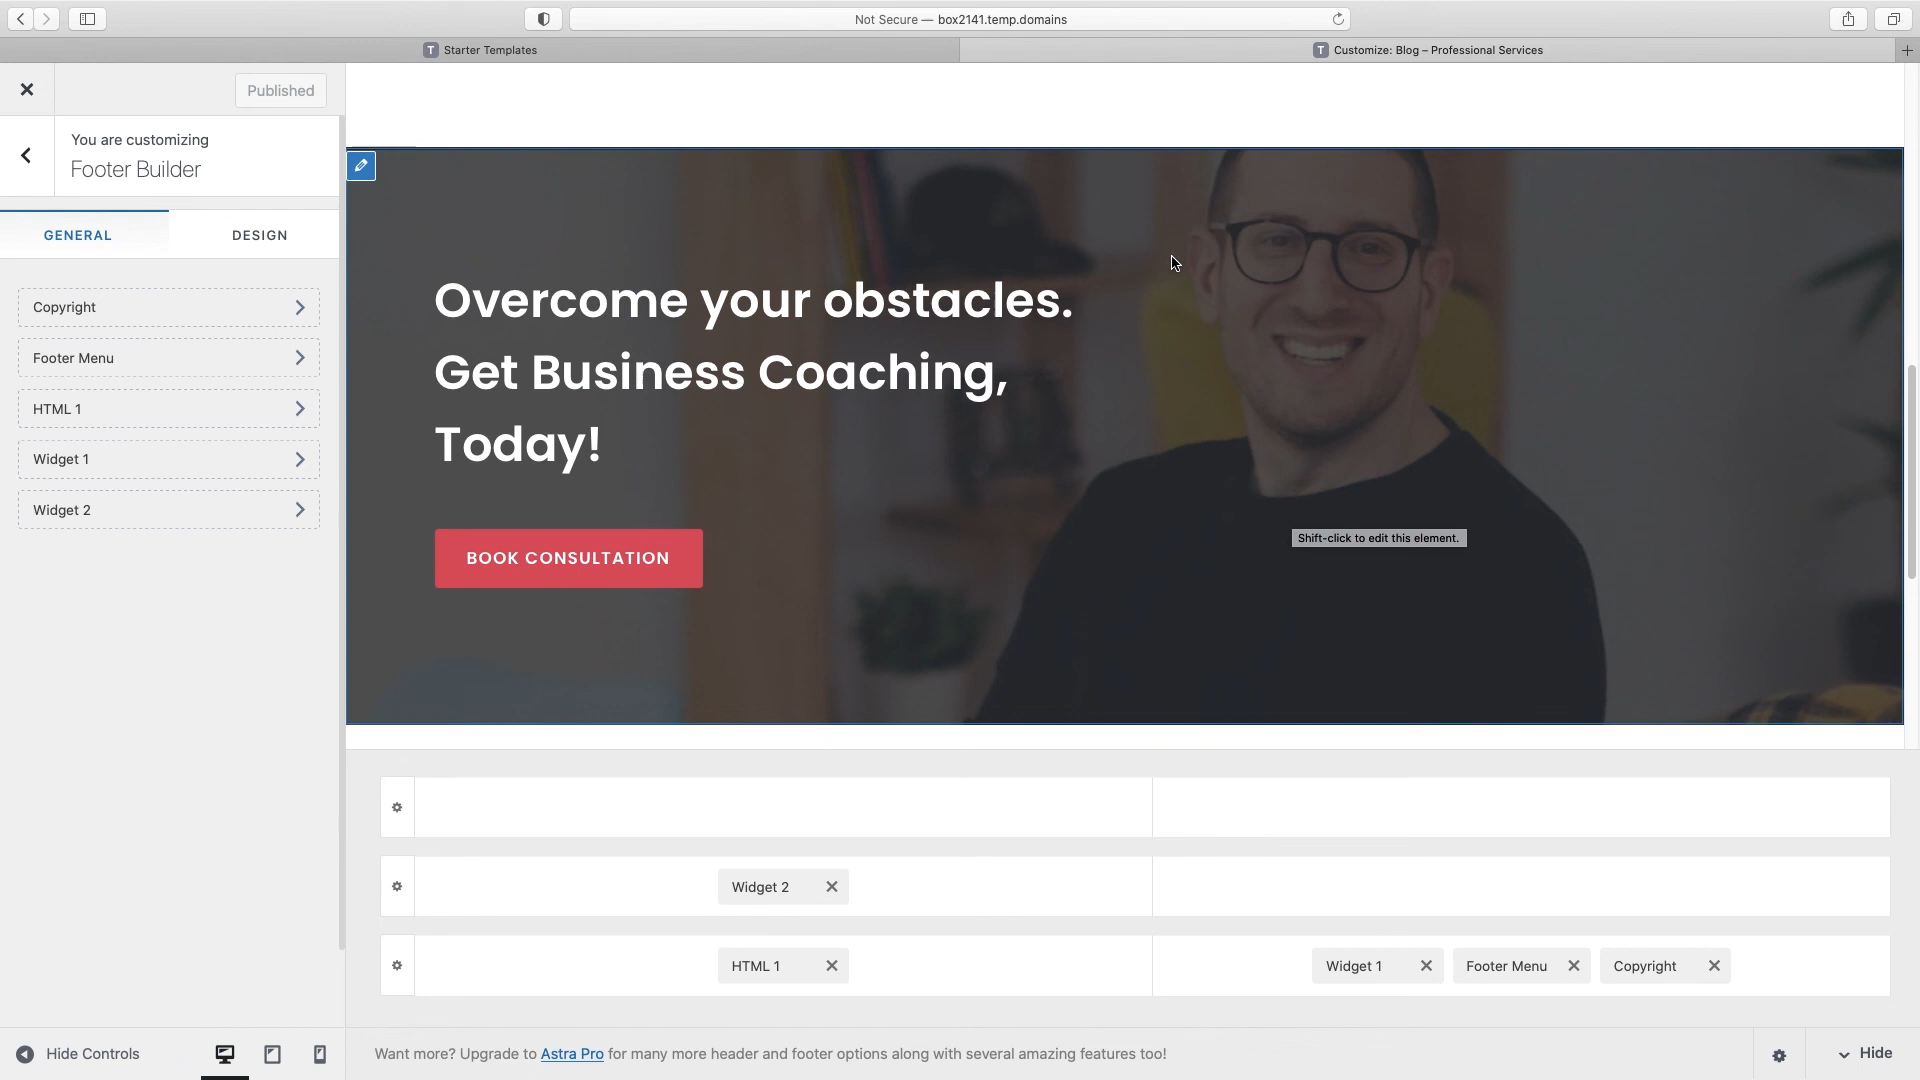 Not Secure — box2141.temp.domains
T Starter Templates
T Customize: Blog – Professional Services
Published
You are customizing
Footer Builder
GENERAL
DESIGN
Copyright
Footer Menu
HTML 1
Widget 1
Widget 2
Overcome your obstacles.
Get Business Coaching,
Today!
BOOK CONSULTATION
Shift-click to edit this element.
Widget 2
HTML 1
Widget 1
Footer Menu
Copyright
Hide Controls
Want more? Upgrade to Astra Pro for many more header and footer options along with several amazing features too!
Hide